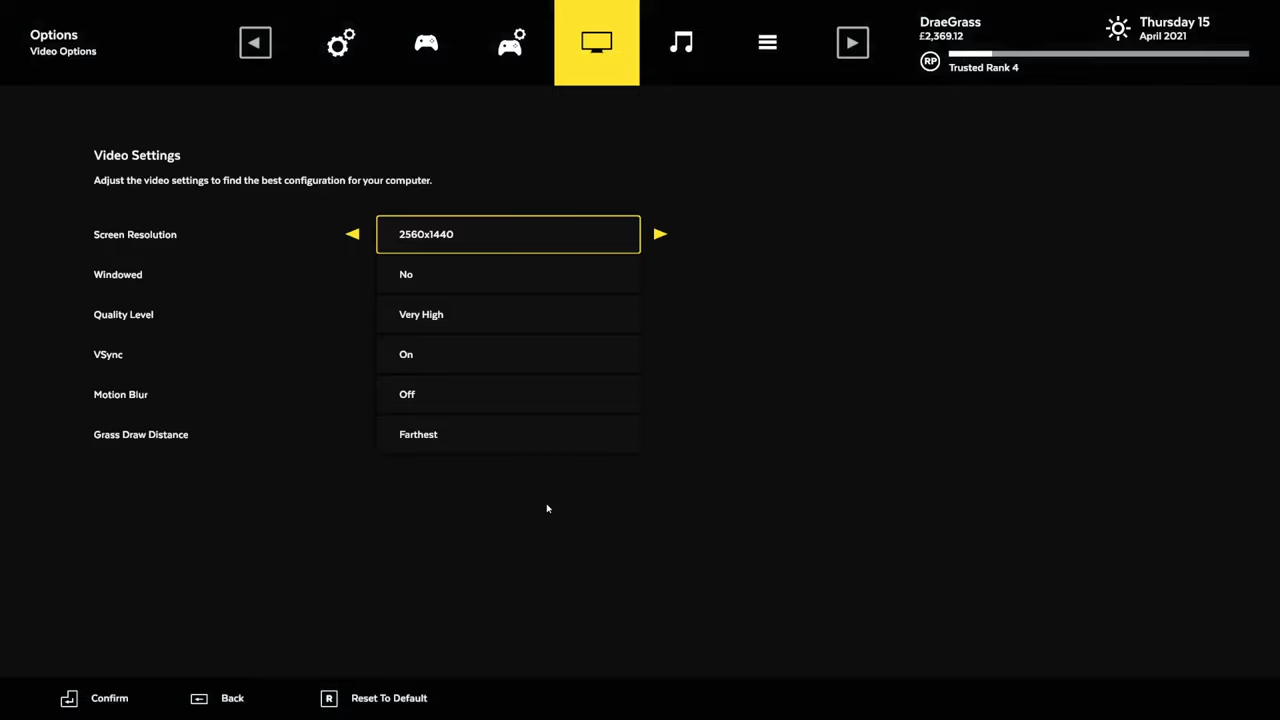 Options
Video Options
DraeGrass
£2,369.12
RP
Trusted Rank 4
Thursday 15
April 2021
Video Settings
Adjust the video settings to find the best configuration for your computer.
Screen Resolution 2560x1440
Windowed No
Quality Level Very High
VSync On
Motion Blur Off
Grass Draw Distance Farthest
Confirm Back R Reset To Default